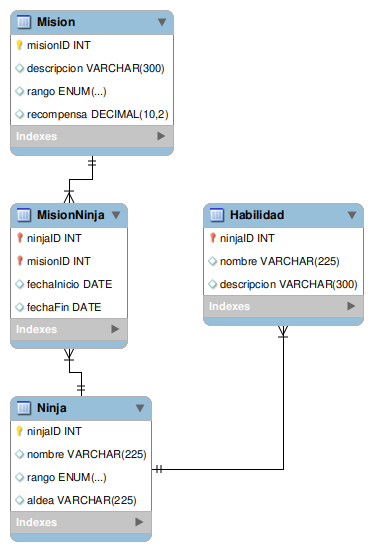 Mision
misionID INT
descripcion VARCHAR(300)
rango ENUM(...)
recompensa DECIMAL(10,2)
Indexes
MisionNinja
ninjaID INT
misionID INT
fechaInicio DATE
fechaFin DATE
Indexes
Habilidad
ninjaID INT
nombre VARCHAR(225)
descripcion VARCHAR(300)
Indexes
Ninja
ninjaID INT
nombre VARCHAR(225)
rango ENUM(...)
aldea VARCHAR(225)
Indexes